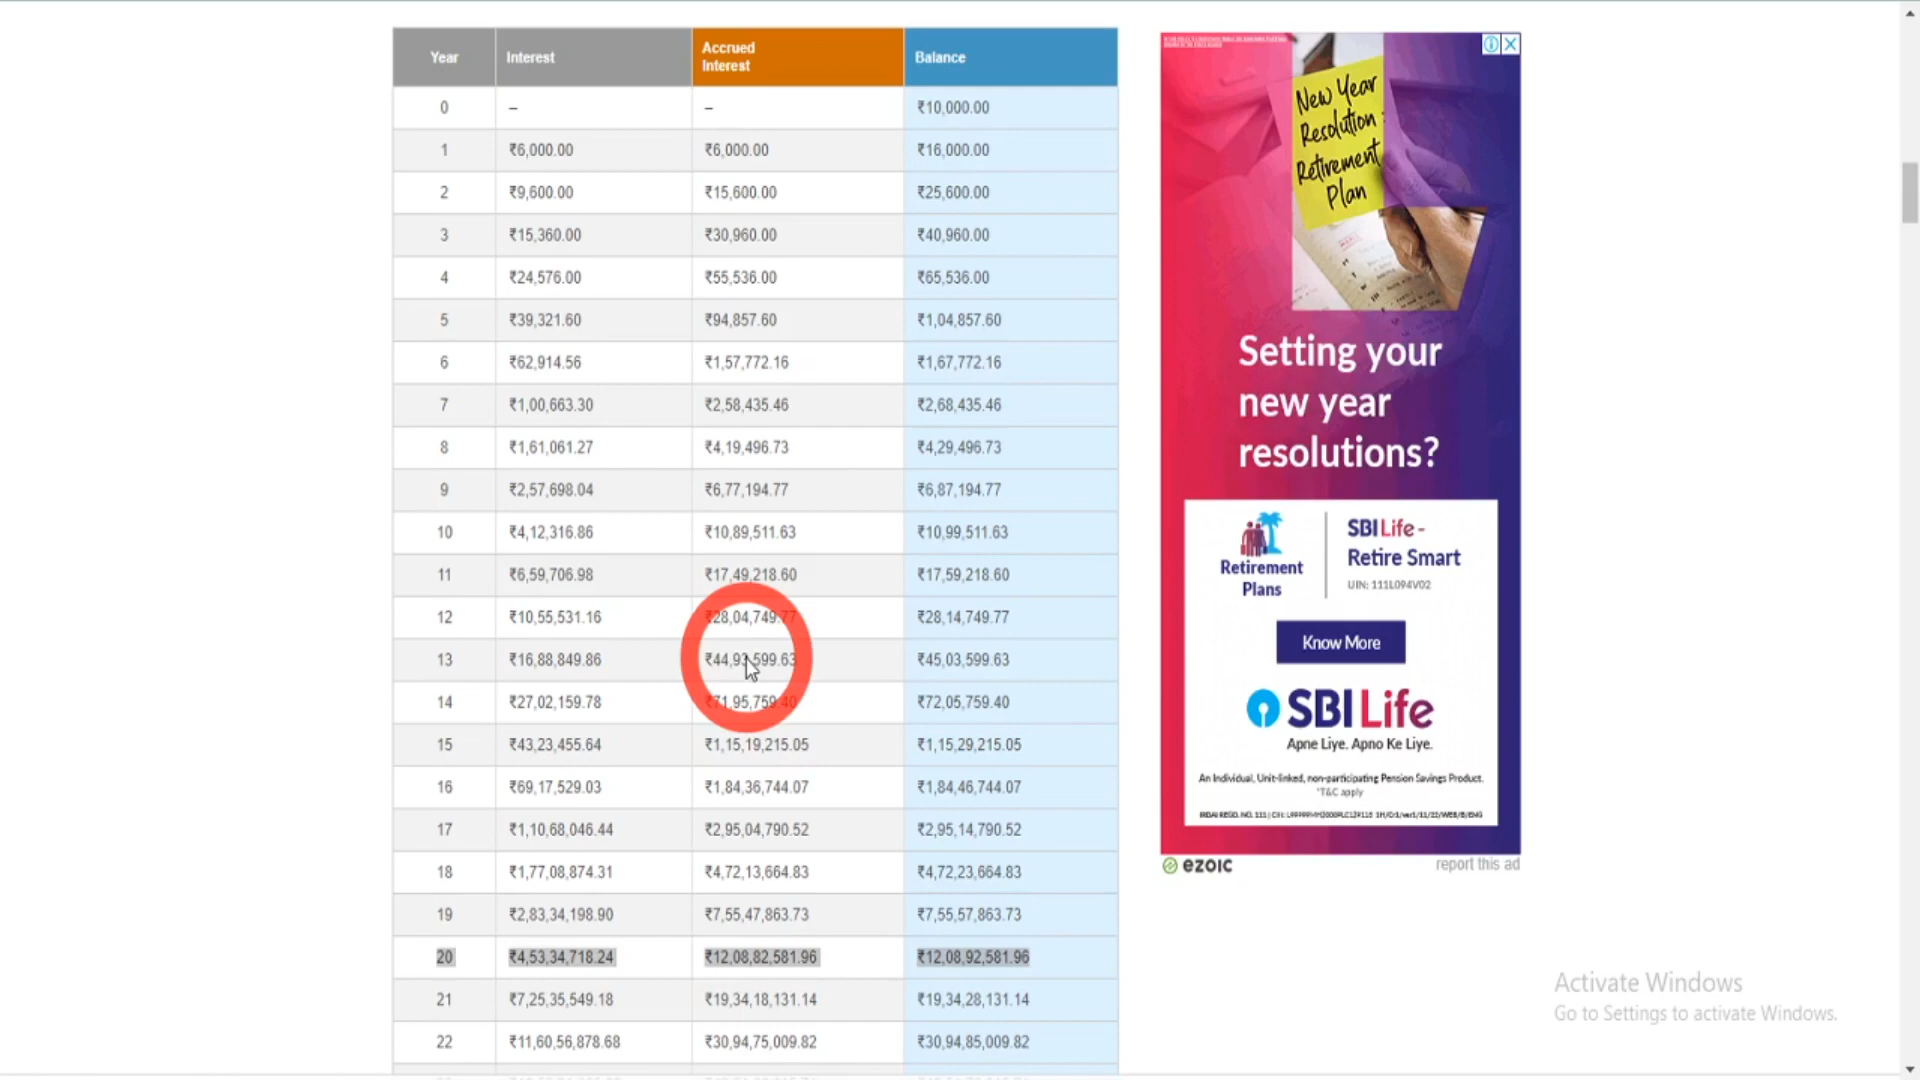 Year Interest Accrued Interest Balance
0 – – ₹10,000.00
1 ₹6,000.00 ₹6,000.00 ₹16,000.00
2 ₹9,600.00 ₹15,600.00 ₹25,600.00
3 ₹15,360.00 ₹30,960.00 ₹40,960.00
4 ₹24,576.00 ₹55,536.00 ₹65,536.00
5 ₹39,321.60 ₹94,857.60 ₹1,04,857.60
6 ₹62,914.56 ₹1,57,772.16 ₹1,67,772.16
7 ₹1,00,663.30 ₹2,58,435.46 ₹2,68,435.46
8 ₹1,61,061.27 ₹4,19,496.73 ₹4,29,496.73
9 ₹2,57,698.04 ₹6,77,194.77 ₹6,87,194.77
10 ₹4,12,316.86 ₹10,89,511.63 ₹10,99,511.63
11 ₹6,59,706.98 ₹17,49,218.60 ₹17,59,218.60
12 ₹10,55,531.16 ₹28,04,749.77 ₹28,14,749.77
13 ₹16,88,849.86 ₹44,93,599.63 ₹45,03,599.63
14 ₹27,02,159.78 ₹71,95,759.40 ₹72,05,759.40
15 ₹43,23,455.64 ₹1,15,19,215.05 ₹1,15,29,215.05
16 ₹69,17,529.03 ₹1,84,36,744.07 ₹1,84,46,744.07
17 ₹1,10,68,046.44 ₹2,95,04,790.52 ₹2,95,14,790.52
18 ₹1,77,08,874.31 ₹4,72,13,664.83 ₹4,72,23,664.83
19 ₹2,83,34,198.90 ₹7,55,47,863.73 ₹7,55,57,863.73
20 ₹4,53,34,718.24 ₹12,08,82,581.96 ₹12,08,92,581.96
21 ₹7,25,35,549.18 ₹19,34,18,131.14 ₹19,34,28,131.14
22 ₹11,60,56,878.68 ₹30,94,75,009.82 ₹30,94,85,009.82
New Year
Resolution :
Retirement
Plan
Setting your
new year
resolutions?
Retirement
Plans
SBI Life -
Retire Smart
UIN: 111L094V02
Know More
SBI Life
Apne Liye. Apno Ke Liye.
An Individual, Unit-linked, non-participating Pension Savings Product.
*T&C apply
ezoic
report this ad
Activate Windows
Go to Settings to activate Windows.